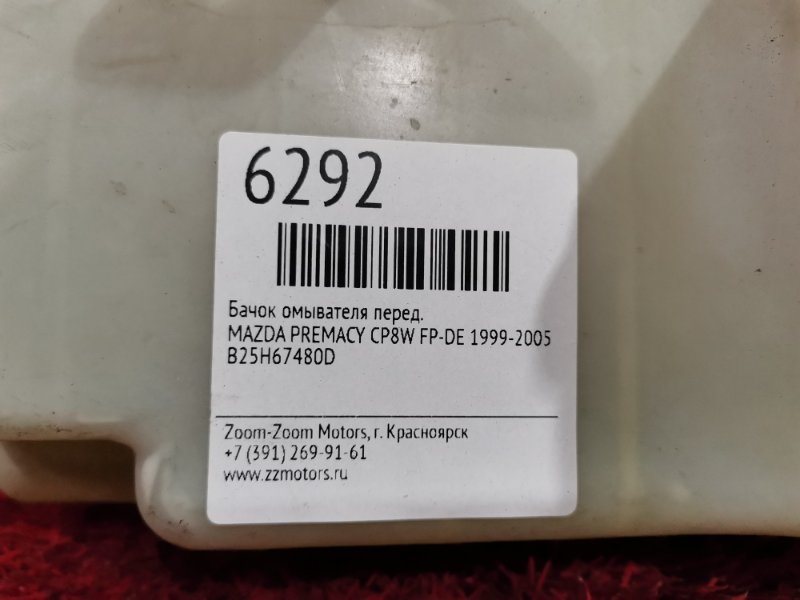 6292
Бачок омывателя перед.
MAZDA PREMACY CP8W FP-DE 1999-2005
B25H67480D
Zoom-Zoom Motors, г. Красноярск
+7 (391) 269-91-61
www.zzmotors.ru